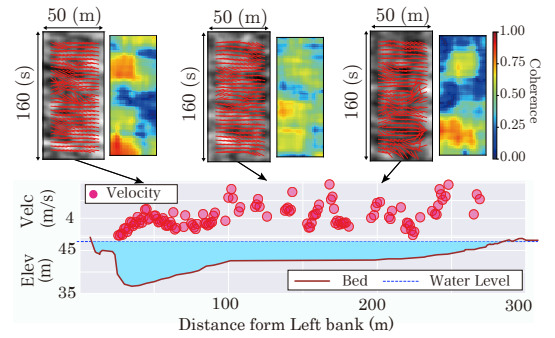 50 (m)
50 (m)
50 (m)
160 (s)
160 (s)
160 (s)
1.00
0.75
0.50
0.25
0.00
Coherence
Velocity
Velc
(m/s)
4
Elev
(m)
45
35
Bed
Water Level
100
200
300
Distance form Left bank (m)